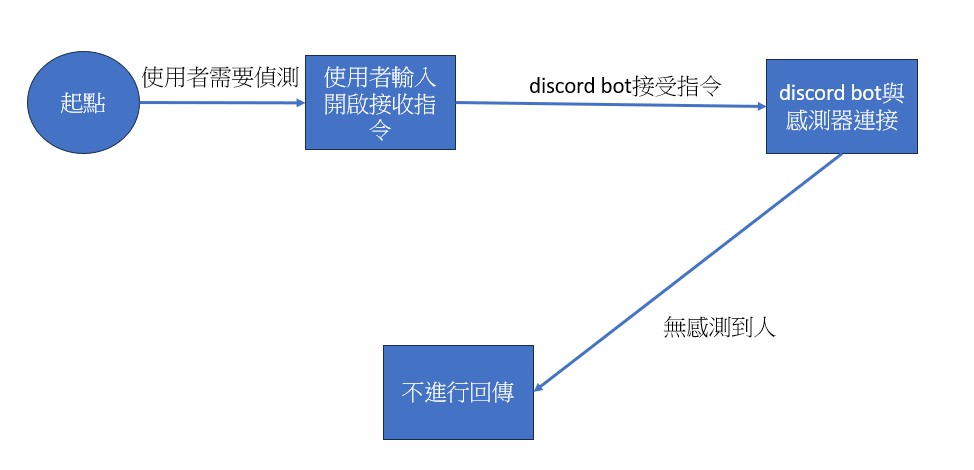 起點
使用者需要偵測
使用者輸入
開啟接收指
令
discord bot接受指令
discord bot與
感測器連接
無感測到人
不進行回傳